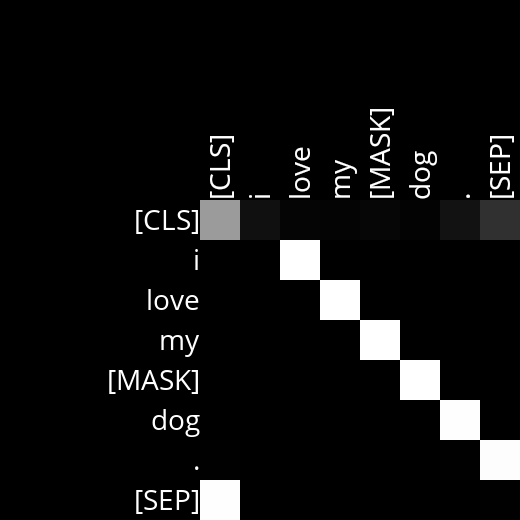 [CLS] i love my [MASK] dog . [SEP]
[CLS]
i
love
my
[MASK]
dog
.
[SEP]